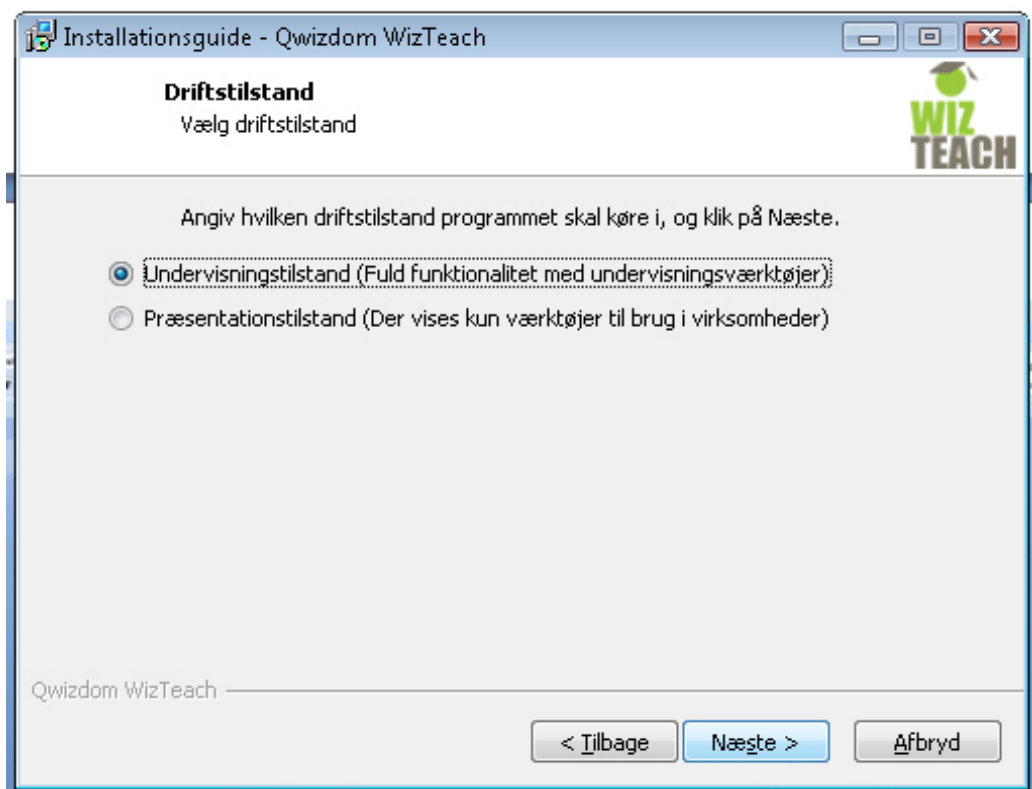 Installationsguide - Qwizdom WizTeach
Driftstilstand
Vælg driftstilstand
WIZ
TEACH
Angiv hvilken driftstilstand programmet skal køre i, og klik på Næste.
Undervisningstilstand (Fuld funktionalitet med undervisningsværktøjer)
Præsentationstilstand (Der vises kun værktøjer til brug i virksomheder)
Qwizdom WizTeach
< Tilbage
Næste >
Afbryd